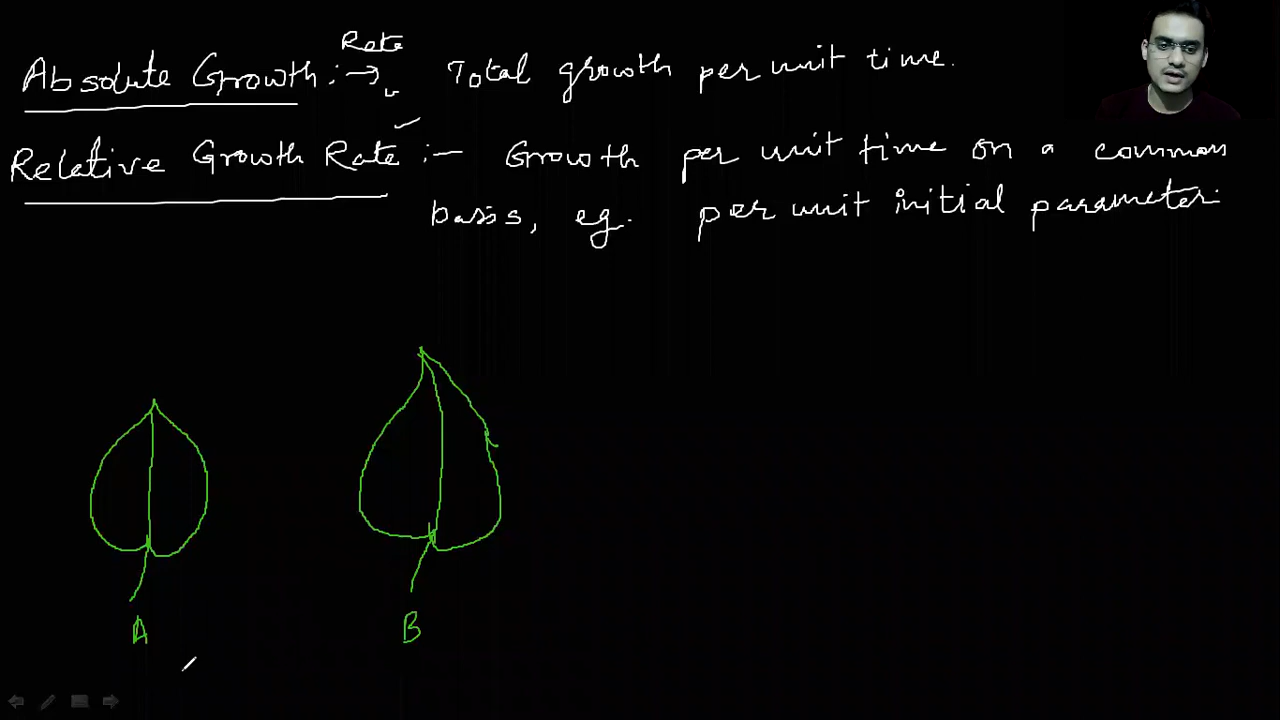 Rate
Absolute Growth :→ Total growth per unit time.
Relative Growth Rate :- Growth per unit time on a common
basis, eg. per unit initial parameter.
A
B